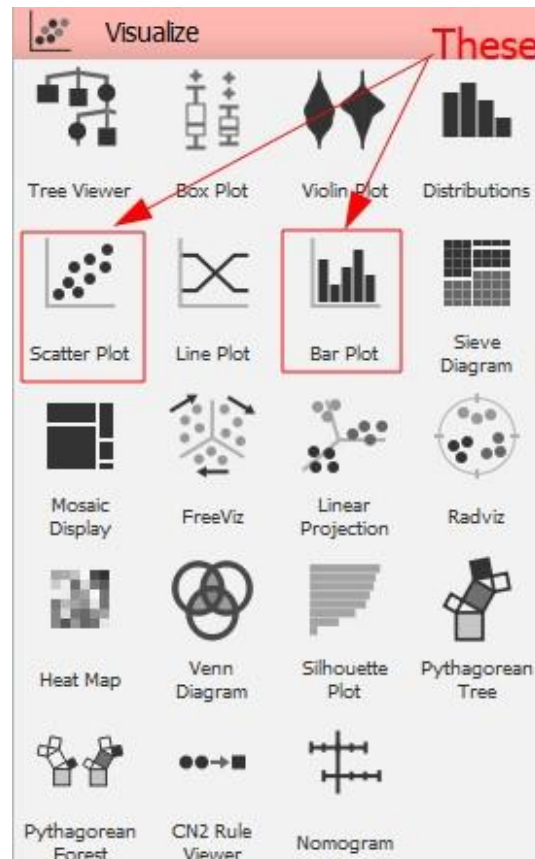 Visualize
These
Tree Viewer
Box Plot
Violin Plot
Distributions
Scatter Plot
Line Plot
Bar Plot
Sieve
Diagram
Mosaic
Display
FreeViz
Linear
Projection
Radviz
Heat Map
Venn
Diagram
Silhouette
Plot
Pythagorean
Tree
Pythagorean
Forest
CN2 Rule
Viewer
Nomogram